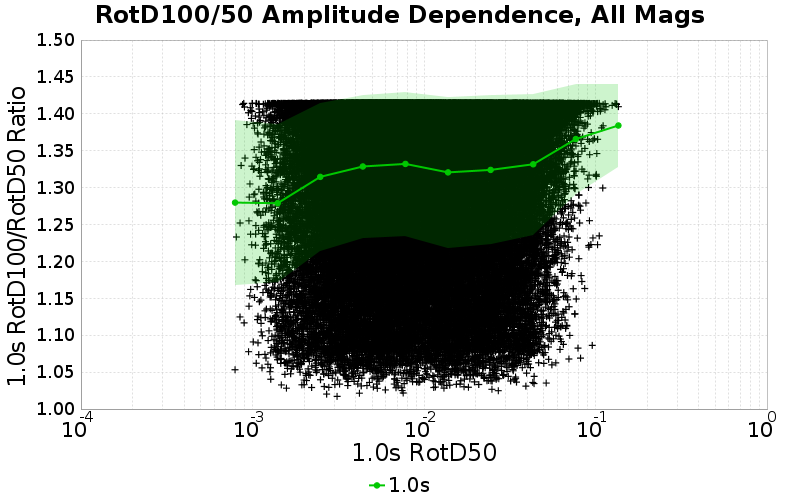 RotD100/50 Amplitude Dependence, All Mags
1.0s RotD100/RotD50 Ratio
1.50
1.45
1.40
1.35
1.30
1.25
1.20
1.15
1.10
1.05
1.00
10^-4 10^-3 10^-2 10^-1 10^0
1.0s RotD50
1.0s